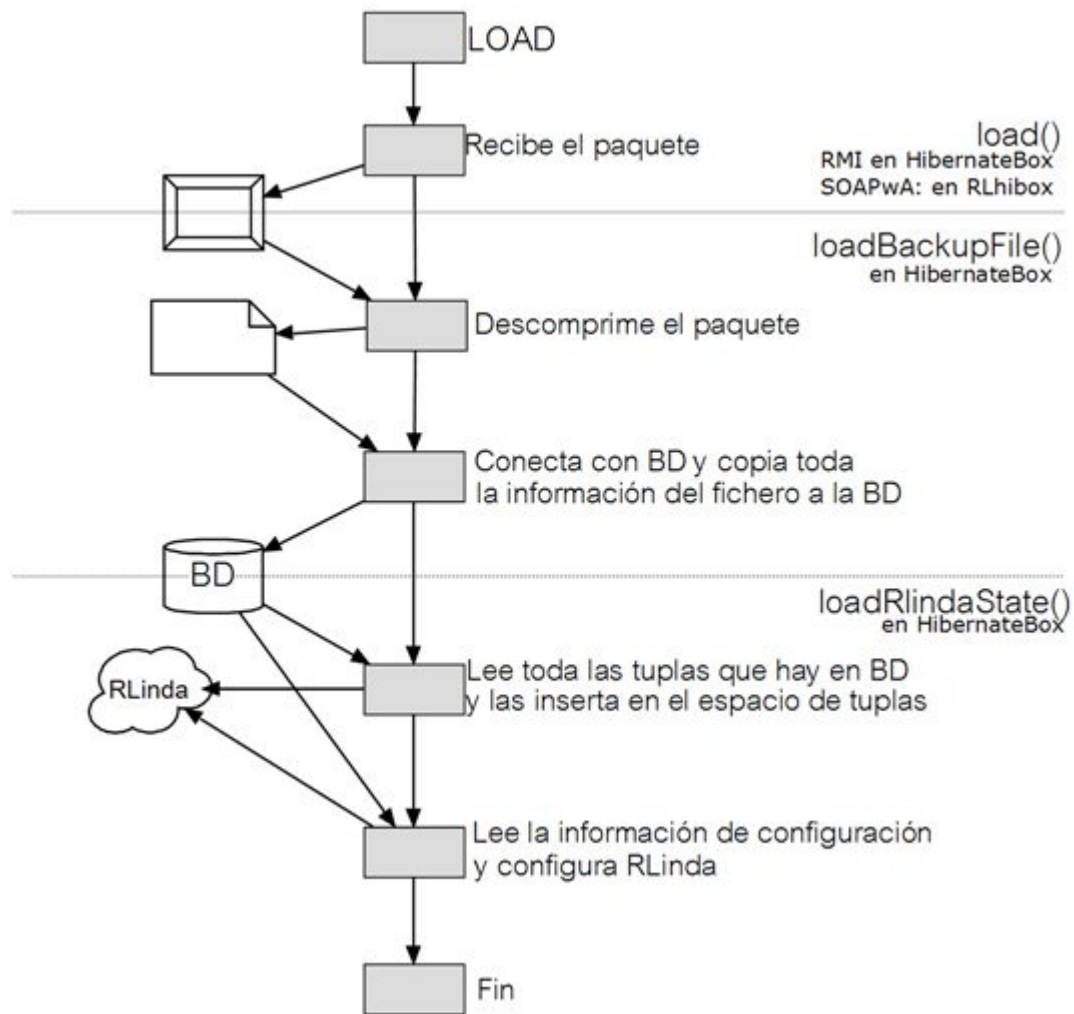 LOAD
Recibe el paquete
load()
RMI en HibernateBox
SOAPwA: en RLhibox
loadBackupFile()
en HibernateBox
Descomprime el paquete
Conecta con BD y copia toda
la información del fichero a la BD
BD
loadRlindaState()
en HibernateBox
Lee toda las tuplas que hay en BD
y las inserta en el espacio de tuplas
RLinda
Lee la información de configuración
y configura RLinda
Fin